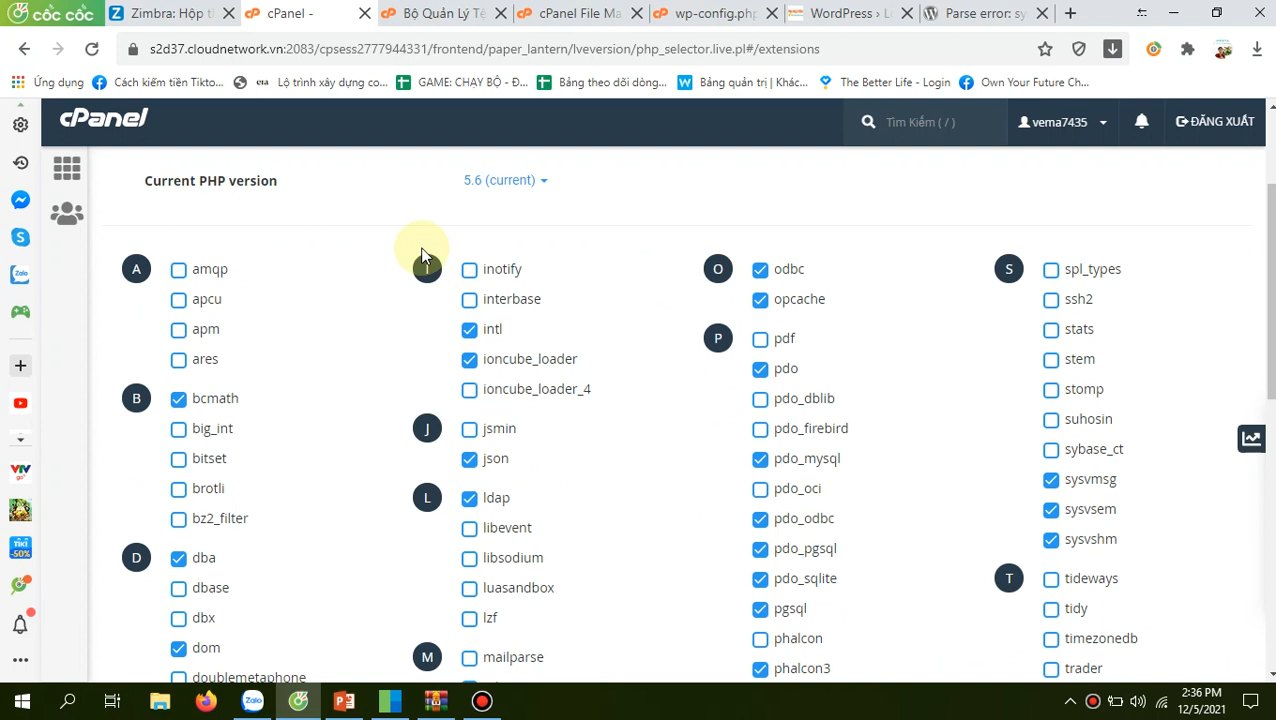 cốc cốc
Zimbra: Hộp t
cPanel -
Bộ Quản Lý Tệ
cPanel File Ma
wp-config.php
WordPress › L
Parse error: sy
s2d37.cloudnetwork.vn:2083/cpsess2777944331/frontend/paper_lantern/lveversion/php_selector.live.pl#/extensions
Ứng dụng
Cách kiếm tiền Tikto...
Lộ trình xây dựng co...
GAME: CHẠY BỘ - Đ...
Bảng theo dõi dòng...
Bảng quản trị | Khác...
The Better Life - Login
Own Your Future Ch...
cPanel
Tìm Kiếm ( / )
vema7435
ĐĂNG XUẤT
Current PHP version
5.6 (current)
A
amqp
apcu
apm
ares
B
bcmath
big_int
bitset
brotli
bz2_filter
D
dba
dbase
dbx
dom
doublemetaphone
I
inotify
interbase
intl
ioncube_loader
ioncube_loader_4
J
jsmin
json
L
ldap
libevent
libsodium
luasandbox
lzf
M
mailparse
O
odbc
opcache
P
pdf
pdo
pdo_dblib
pdo_firebird
pdo_mysql
pdo_oci
pdo_odbc
pdo_pgsql
pdo_sqlite
pgsql
phalcon
phalcon3
S
spl_types
ssh2
stats
stem
stomp
suhosin
sybase_ct
sysvmsg
sysvsem
sysvshm
T
tideways
tidy
timezonedb
trader
Zalo
VTV
go
TIKI
-50%
Zalo
2:36 PM
12/5/2021